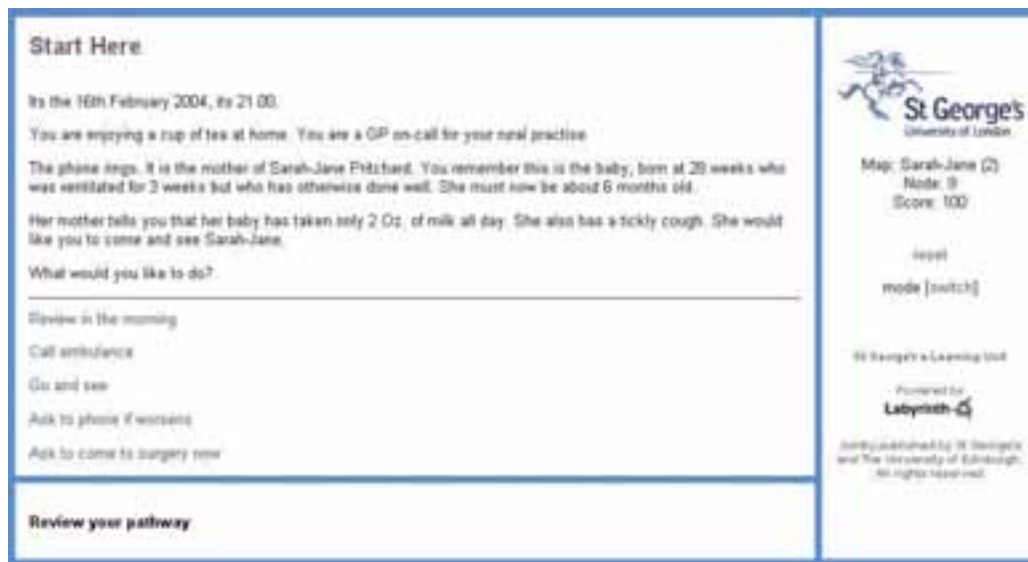 Start Here
Its the 16th February 2004, its 21.00.
You are enjoying a cup of tea at home. You are a GP on-call for your rural practise
The phone rings. It is the mother of Sarah-Jane Pritchard. You remember this is the baby, born at 28 weeks who
was ventilated for 3 weeks but who has otherwise done well. She must now be about 6 months old.
Her mother tells you that her baby has taken only 2 Oz. of milk all day. She also has a tickly cough. She would
like you to come and see Sarah-Jane.
What would you like to do?
Review in the morning
Call ambulance
Go and see
Ask to phone if worsens
Ask to come to surgery now
Review your pathway
St George's
University of London
Map: Sarah-Jane (2)
Node: 9
Score: 100
reset
mode [switch]
St George's e-Learning Unit
Powered by
Labyrinth
Jointly published by St George's
and The University of Edinburgh.
All rights reserved.